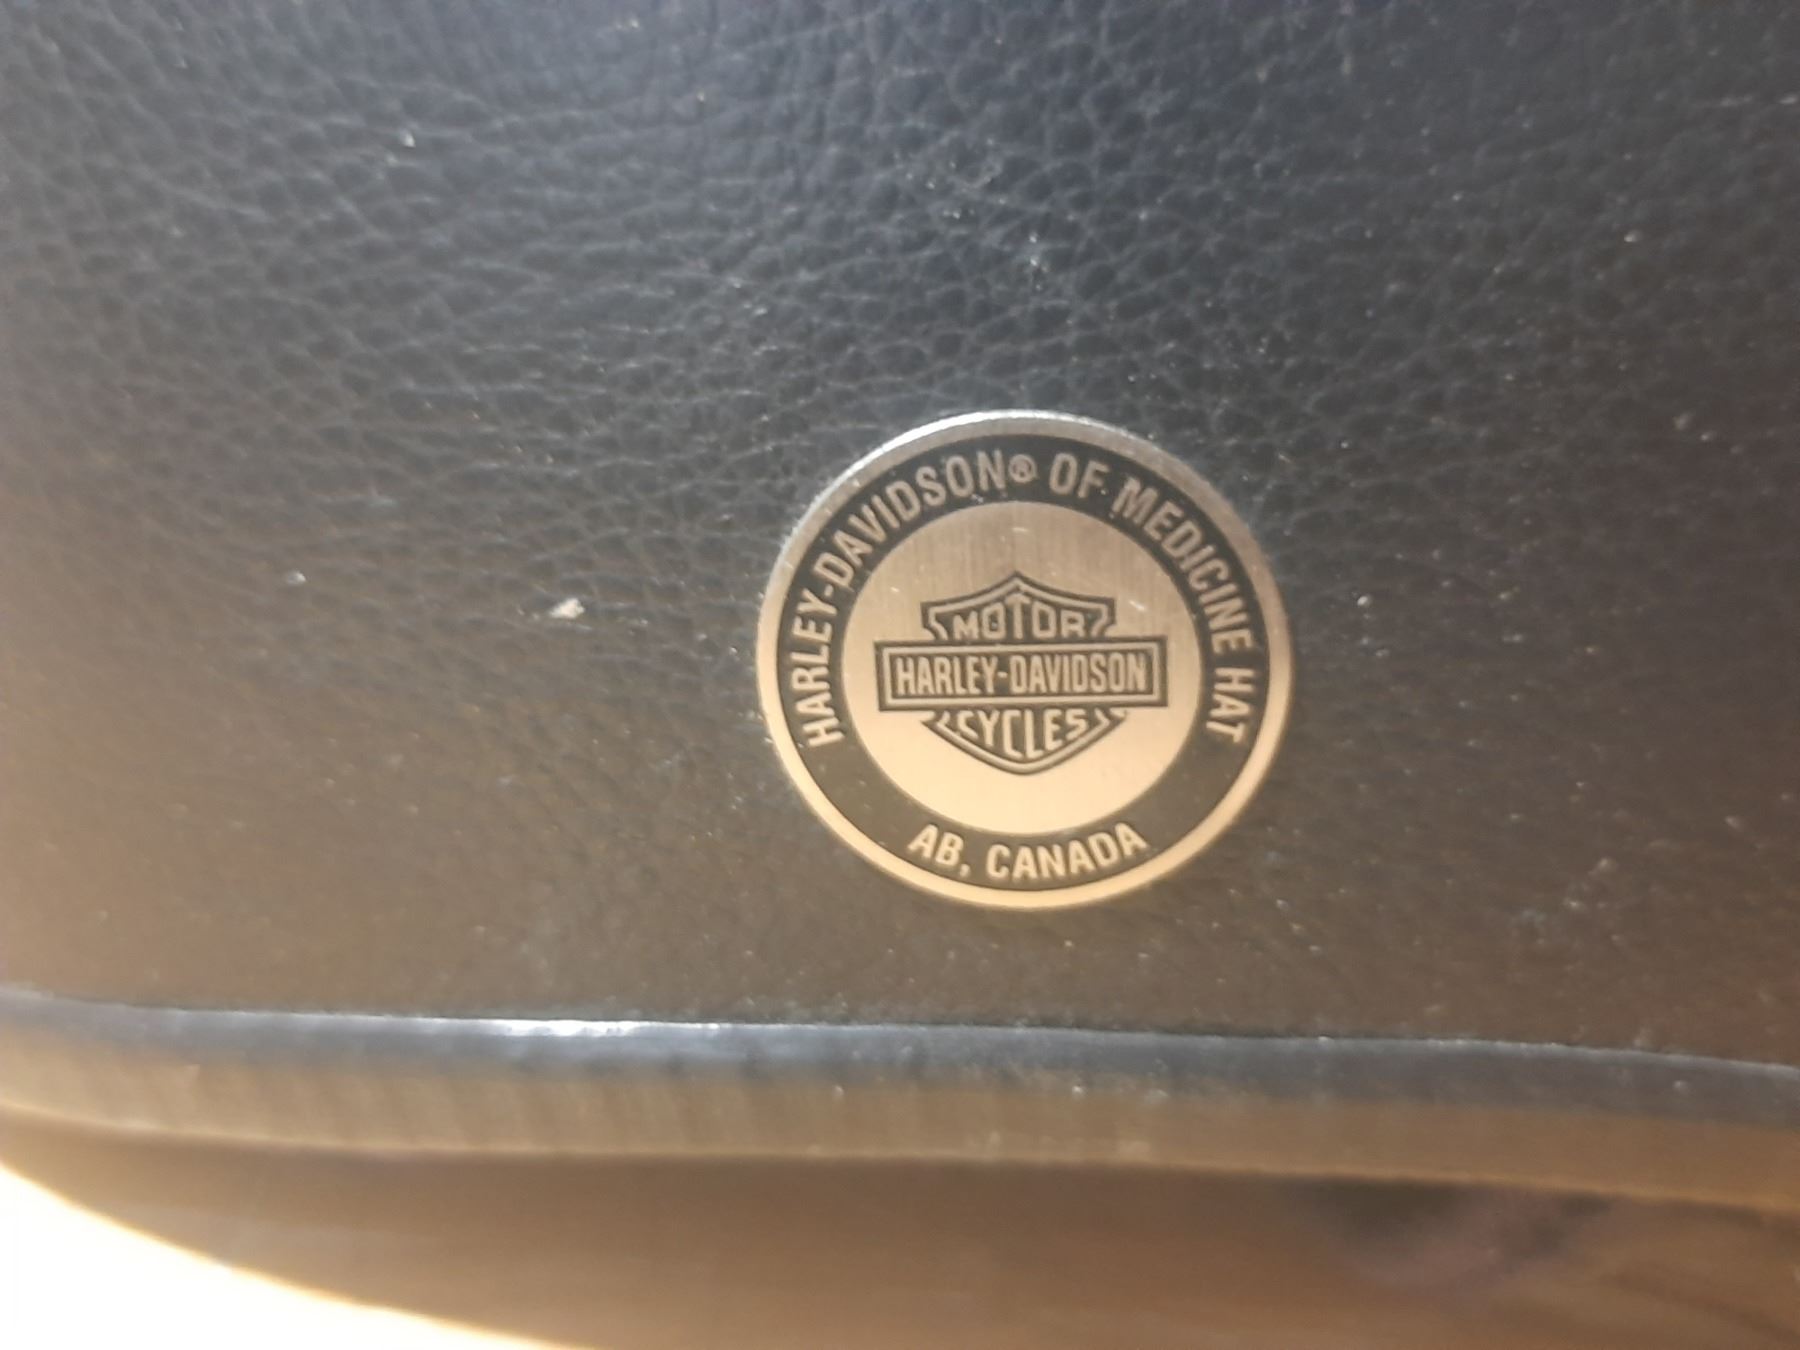 HARLEY-DAVIDSON® OF MEDICINE HAT
MOTOR
HARLEY-DAVIDSON
CYCLES
AB, CANADA